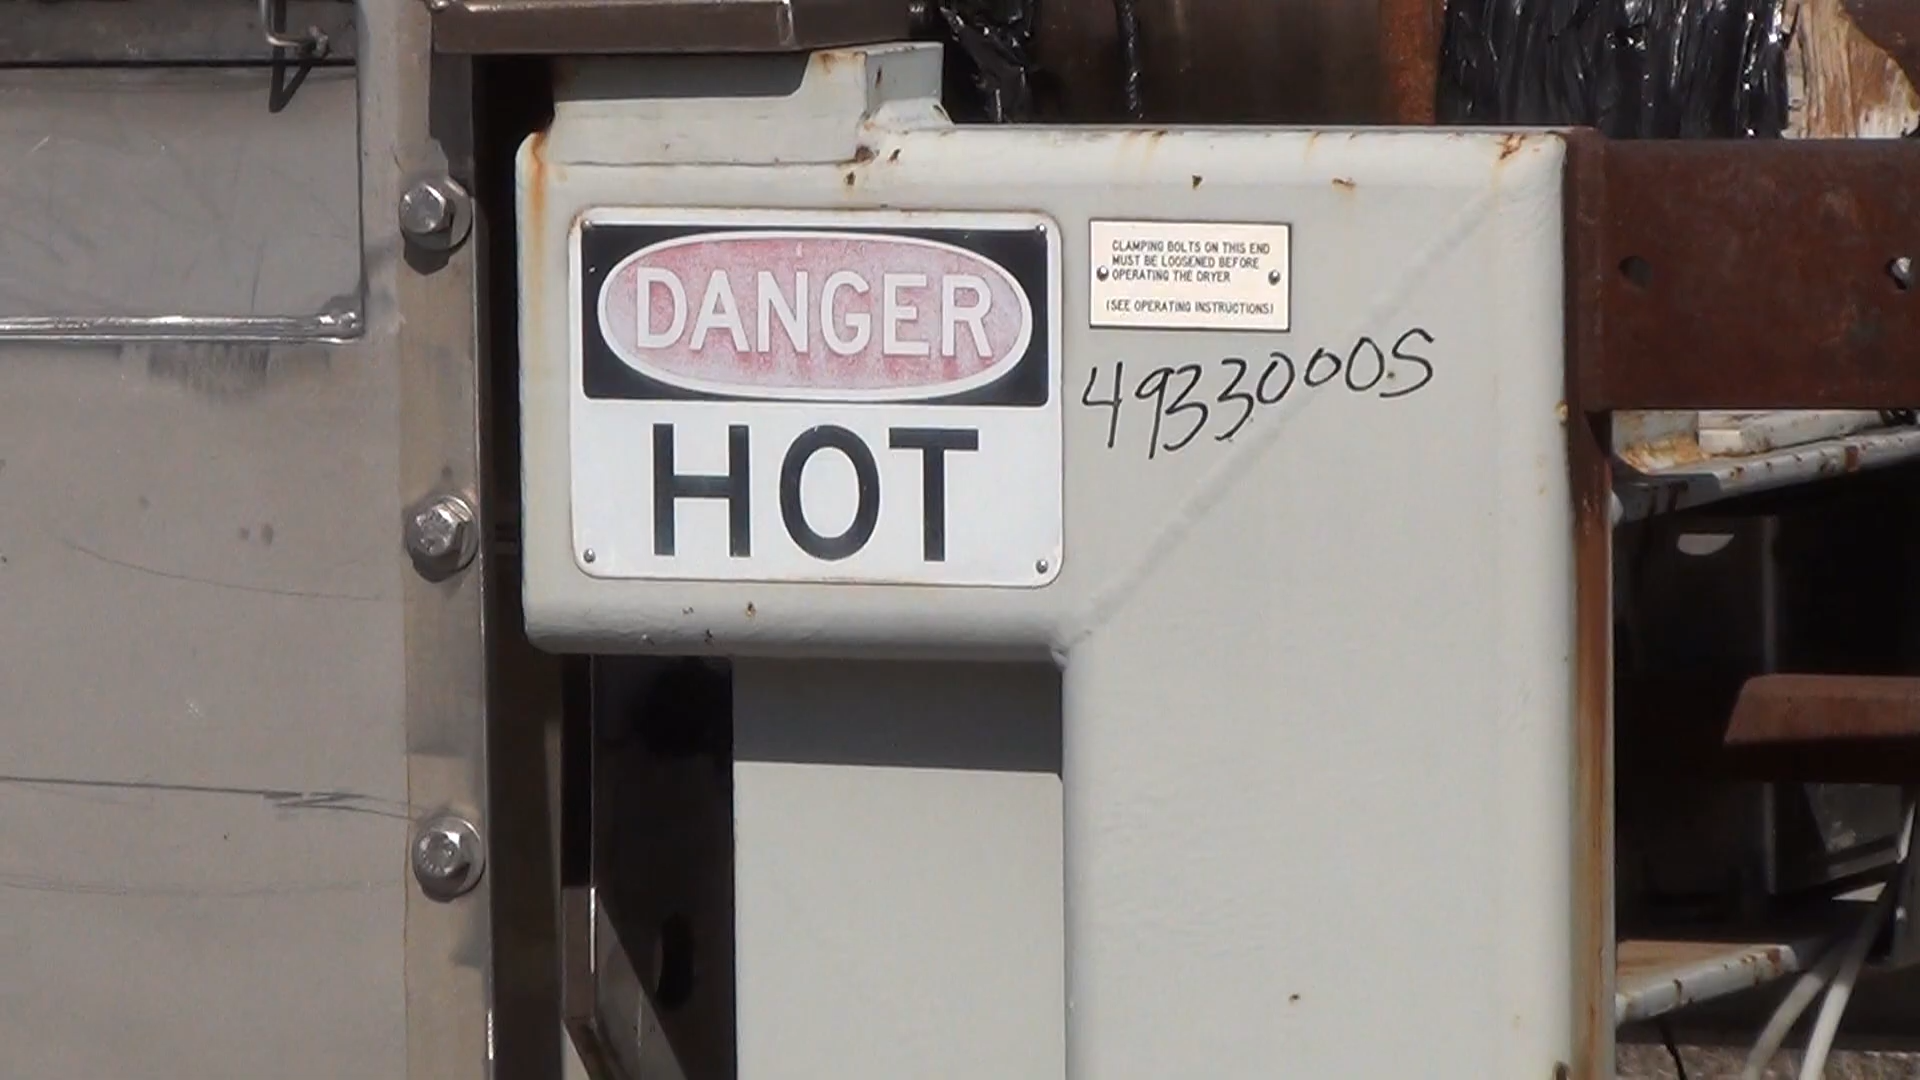 DANGER
HOT
CLAMPING BOLTS ON THIS END
MUST BE LOOSENED BEFORE
OPERATING THE DRYER
(SEE OPERATING INSTRUCTIONS)
4933000S